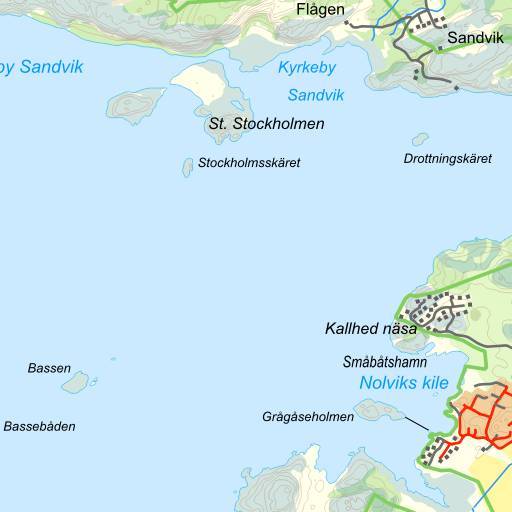 Flågen
Sandvik
by Sandvik
Kyrkeby
Sandvik
St. Stockholmen
Stockholmsskäret
Drottningskäret
Kallhed näsa
Småbåtshamn
Nolviks kile
Bassen
Grågåseholmen
Bassebåden